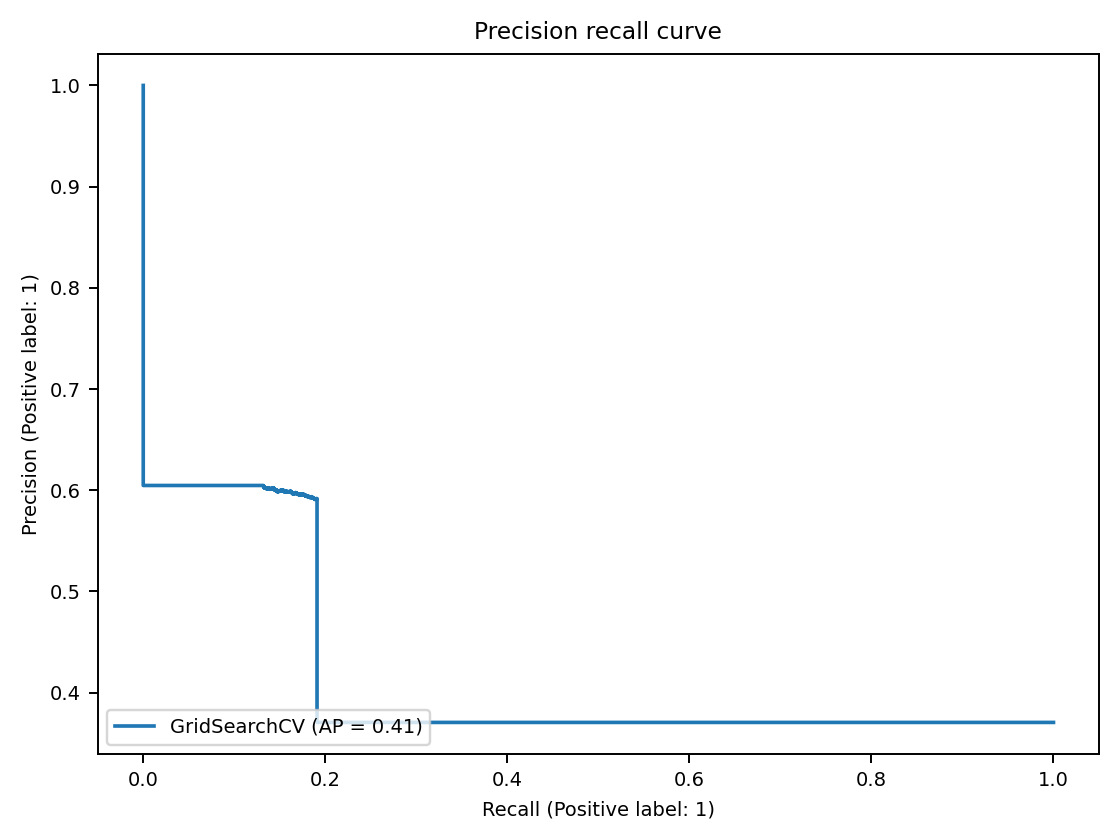 Precision recall curve
Precision (Positive label: 1)
1.0
0.9
0.8
0.7
0.6
0.5
0.4
GridSearchCV (AP = 0.41)
0.0 0.2 0.4 0.6 0.8 1.0
Recall (Positive label: 1)